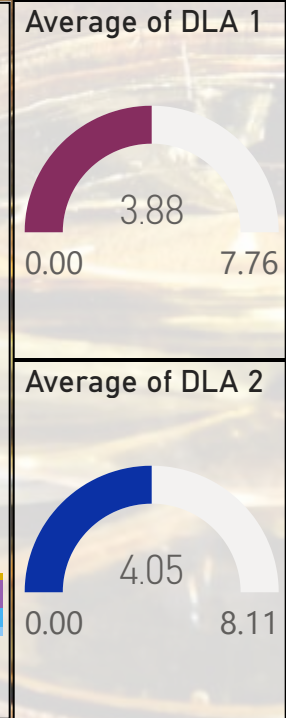 Average of DLA 1
3.88
0.00 7.76
Average of DLA 2
4.05
0.00 8.11